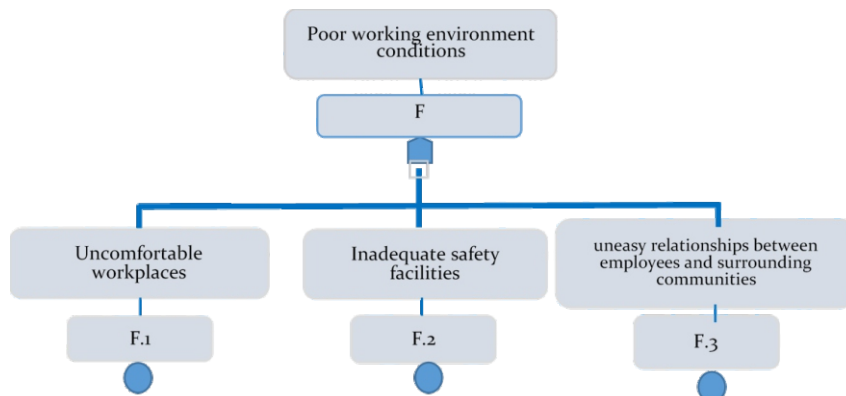 Poor working environment
conditions
F
Uncomfortable
workplaces
Inadequate safety
facilities
uneasy relationships between
employees and surrounding
communities
F.1
F.2
F.3